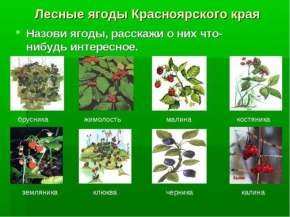 Лесные ягоды Красноярского края
Назови ягоды, расскажи о них что-
нибудь интересное.
брусника жимолость малина костяника
земляника клюква черника калина